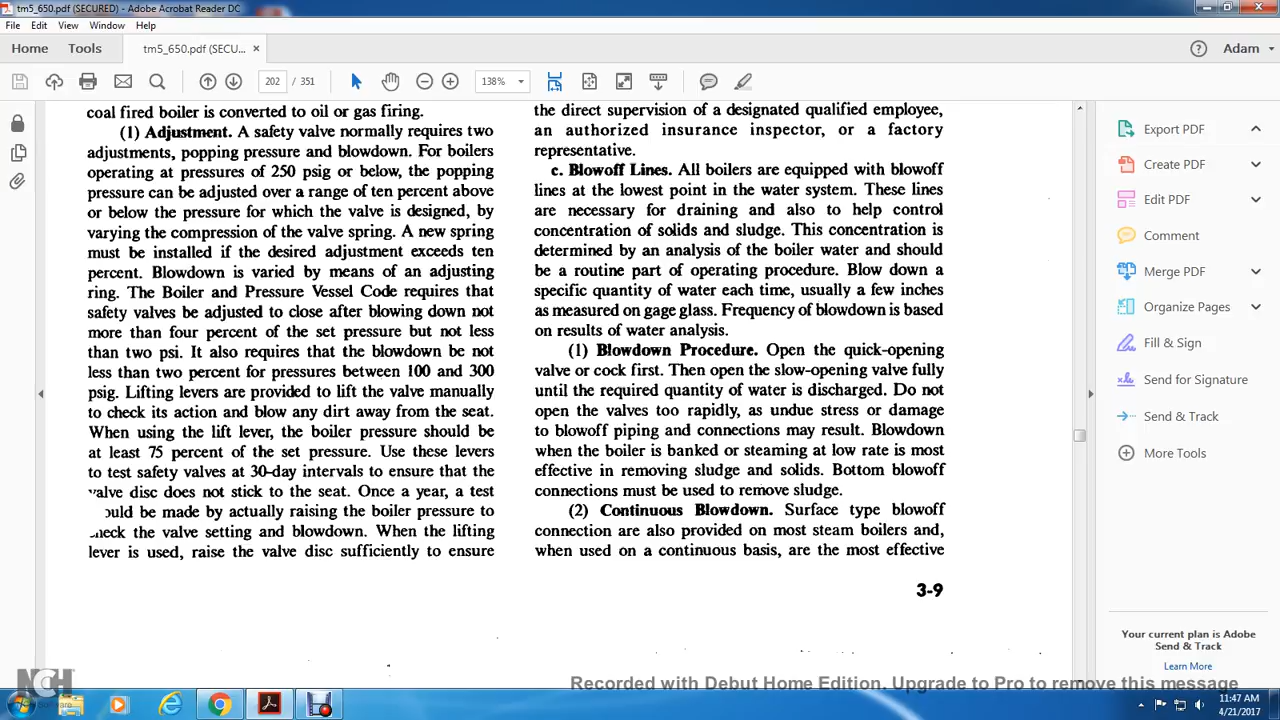 tm5_650.pdf (SECURED) - Adobe Acrobat Reader DC
File Edit View Window Help
Home Tools tm5_650.pdf (SECU... × Adam
202 / 351 138%
coal fired boiler is converted to oil or gas firing.
(1) Adjustment. A safety valve normally requires two
adjustments, popping pressure and blowdown. For boilers
operating at pressures of 250 psig or below, the popping
pressure can be adjusted over a range of ten percent above
or below the pressure for which the valve is designed, by
varying the compression of the valve spring. A new spring
must be installed if the desired adjustment exceeds ten
percent. Blowdown is varied by means of an adjusting
ring. The Boiler and Pressure Vessel Code requires that
safety valves be adjusted to close after blowing down not
more than four percent of the set pressure but not less
than two psi. It also requires that the blowdown be not
less than two percent for pressures between 100 and 300
psig. Lifting levers are provided to lift the valve manually
to check its action and blow any dirt away from the seat.
When using the lift lever, the boiler pressure should be
at least 75 percent of the set pressure. Use these levers
to test safety valves at 30-day intervals to ensure that the
valve disc does not stick to the seat. Once a year, a test
ould be made by actually raising the boiler pressure to
heck the valve setting and blowdown. When the lifting
lever is used, raise the valve disc sufficiently to ensure
the direct supervision of a designated qualified employee,
an authorized insurance inspector, or a factory
representative.
c. Blowoff Lines. All boilers are equipped with blowoff
lines at the lowest point in the water system. These lines
are necessary for draining and also to help control
concentration of solids and sludge. This concentration is
determined by an analysis of the boiler water and should
be a routine part of operating procedure. Blow down a
specific quantity of water each time, usually a few inches
as measured on gage glass. Frequency of blowdown is based
on results of water analysis.
(1) Blowdown Procedure. Open the quick-opening
valve or cock first. Then open the slow-opening valve fully
until the required quantity of water is discharged. Do not
open the valves too rapidly, as undue stress or damage
to blowoff piping and connections may result. Blowdown
when the boiler is banked or steaming at low rate is most
effective in removing sludge and solids. Bottom blowoff
connections must be used to remove sludge.
(2) Continuous Blowdown. Surface type blowoff
connection are also provided on most steam boilers and,
when used on a continuous basis, are the most effective
3-9
Export PDF
Create PDF
Edit PDF
Comment
Merge PDF
Organize Pages
Fill & Sign
Send for Signature
Send & Track
More Tools
Your current plan is Adobe
Send & Track
Learn More
NCH
Software
Recorded with Debut Home Edition. Upgrade to Pro to remove this message
11:47 AM
4/21/2017